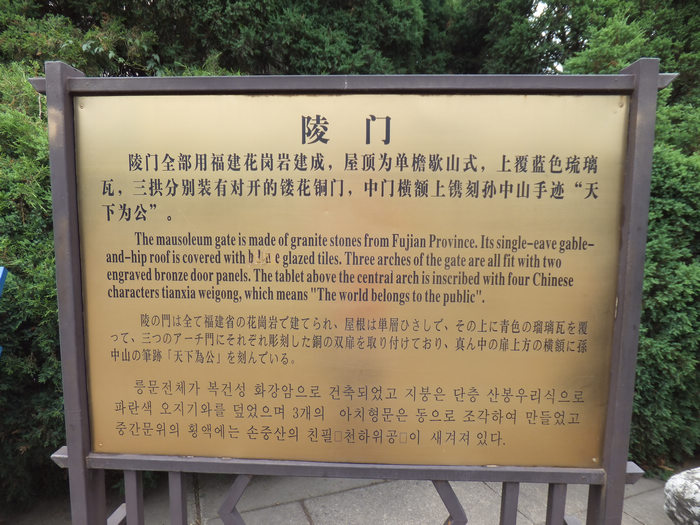 陵 门
陵门全部用福建花岗岩建成，屋顶为单檐歇山式，上覆蓝色琉璃
瓦，三拱分别装有对开的镂花铜门，中门横额上镌刻孙中山手迹“天
下为公”。
The mausoleum gate is made of granite stones from Fujian Province. Its single-eave gable-
and-hip roof is covered with glazed tiles. Three arches of the gate are all fit with two
engraved bronze door panels. The tablet above the central arch is inscribed with four Chinese
characters tianxia weigong, which means "The world belongs to the public".
陵の門は全て福建省の花崗岩で建てられ、屋根は単層ひさしで、その上に青色の瑠璃瓦を覆
って、三つのアーチ門にそれぞれ彫刻した銅の双扉を取り付けており、真ん中の扉上方の横額に孫
中山の筆跡「天下為公」を刻んでいる。
릉문전체가 복건성 화강암으로 건축되었고 지붕은 단층 산봉우리식으로
파란색 오지기와를 덮었으며 3개의 아치형문은 동으로 조각하여 만들었고
중간문위의 횡액에는 손중산의 친필 천하위공 이 새겨져 있다.